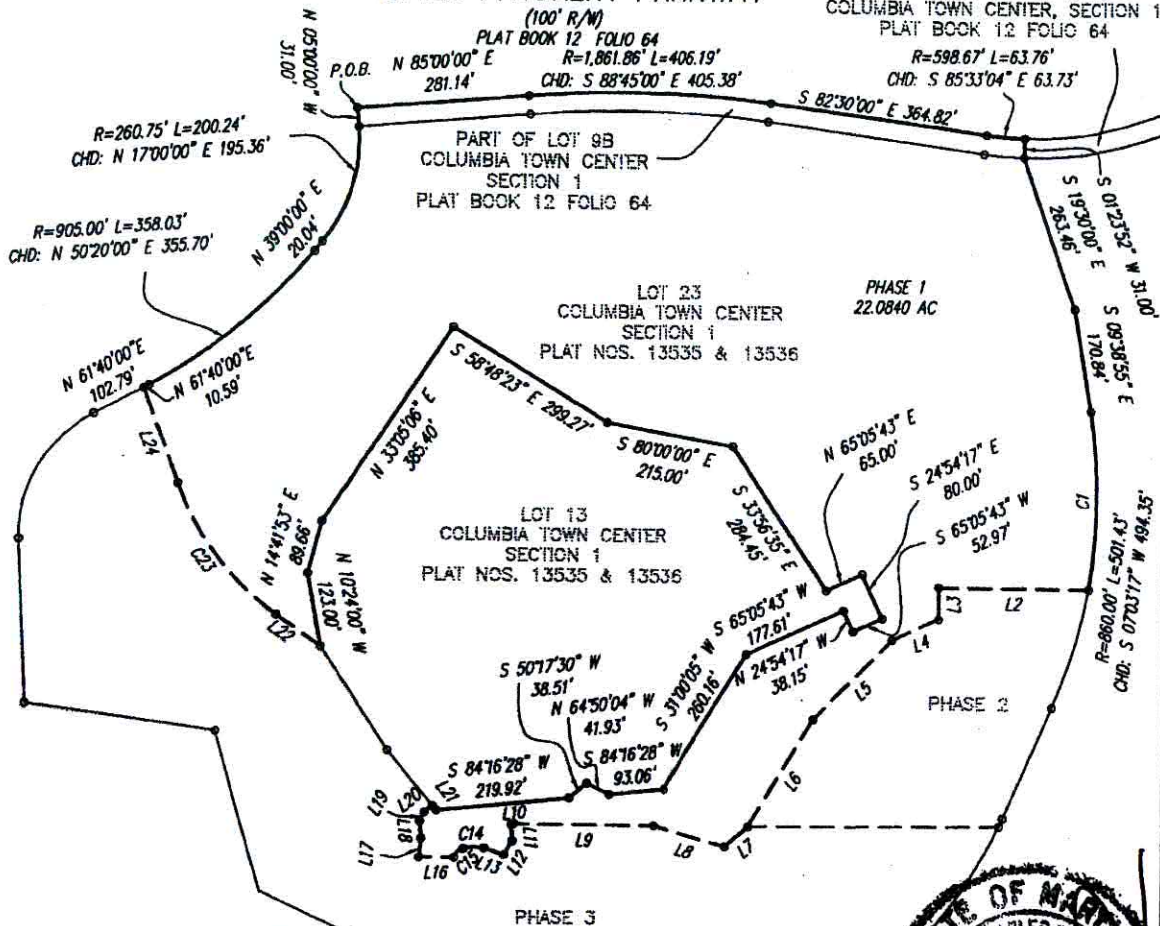 (100' R/W)
PLAT BOOK 12 FOLIO 64
COLUMBIA TOWN CENTER, SECTION 1
PLAT BOOK 12 FOLIO 64
N 05°00'00" W
31.00'
P.O.B.
N 85°00'00" E
281.14'
R=1,861.86' L=406.19'
CHD: S 88°45'00" E 405.38'
R=598.67' L=63.76'
CHD: S 85°33'04" E 63.73'
S 82°30'00" E 364.82'
R=260.75' L=200.24'
CHD: N 17°00'00" E 195.36'
PART OF LOT 9B
COLUMBIA TOWN CENTER
SECTION 1
PLAT BOOK 12 FOLIO 64
R=905.00' L=358.03'
CHD: N 50°20'00" E 355.70'
N 39°00'00" E
20.04'
S 01°23'52" W 31.00'
S 19°30'00" E
263.46'
LOT 23
COLUMBIA TOWN CENTER
SECTION 1
PLAT NOS. 13535 & 13536
PHASE 1
22.0840 AC
S 09°38'55" E
170.84'
N 61°40'00" E
102.79'
N 61°40'00" E
10.59'
L24
S 58°48'23" E 299.27'
N 33°05'06" E
385.40'
S 80°00'00" E
215.00'
N 65°05'43" E
65.00'
S 24°54'17" E
80.00'
S 65°05'43" W
52.97'
S 33°56'35" E
284.45'
C1
R=860.00' L=501.43'
CHD: S 07°03'17" W 494.35'
C23
N 14°41'53" E
89.66'
LOT 13
COLUMBIA TOWN CENTER
SECTION 1
PLAT NOS. 13535 & 13536
N 10°24'00" W
123.00'
L22
S 65°05'43" W
177.61'
N 24°54'17" W
38.15'
L3
L2
L4
L5
S 31°00'05" W
260.16'
S 50°17'30" W
38.51'
N 64°50'04" W
41.93'
S 84°16'28" W
93.06'
PHASE 2
S 84°16'28" W
219.92'
L6
L19
L20
L21
L18
L17
L16
C15
C14
L13
L12
L11
L10
L9
L8
L7
PHASE 3